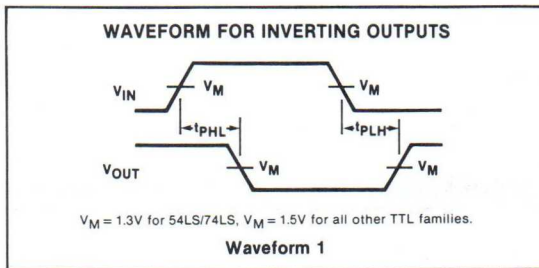 WAVEFORM FOR INVERTING OUTPUTS
VIN
VM
VM
tPHL
tPLH
VOUT
VM
VM
VM = 1.3V for 54LS/74LS, VM = 1.5V for all other TTL families.
Waveform 1